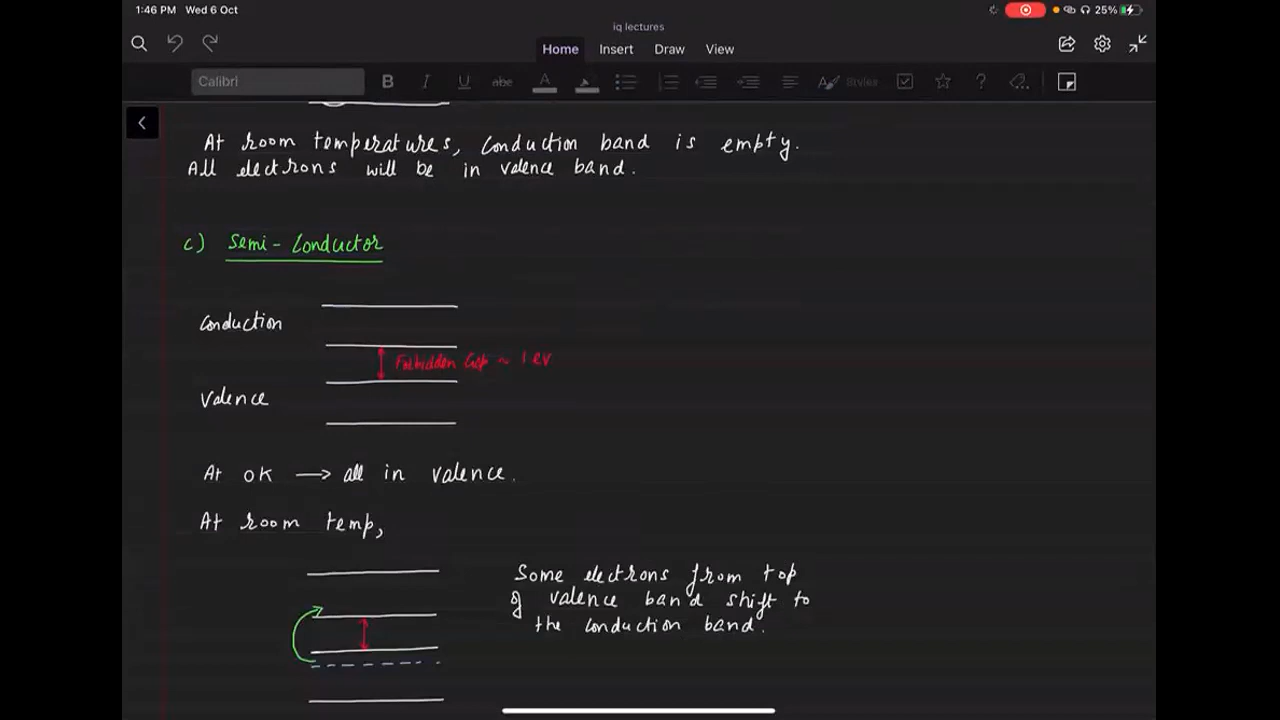 1:46 PM Wed 6 Oct
25%
iq lectures
Home Insert Draw View
Calibri
B I U abc A Styles ?
At room temperatures, Conduction band is empty.
All electrons will be in valence band.
c) Semi-Conductor
Conduction
Forbidden Gap ~ 1 eV
Valence
At 0K → all in valence.
At room temp,
Some electrons from top
of valence band shift to
the conduction band.